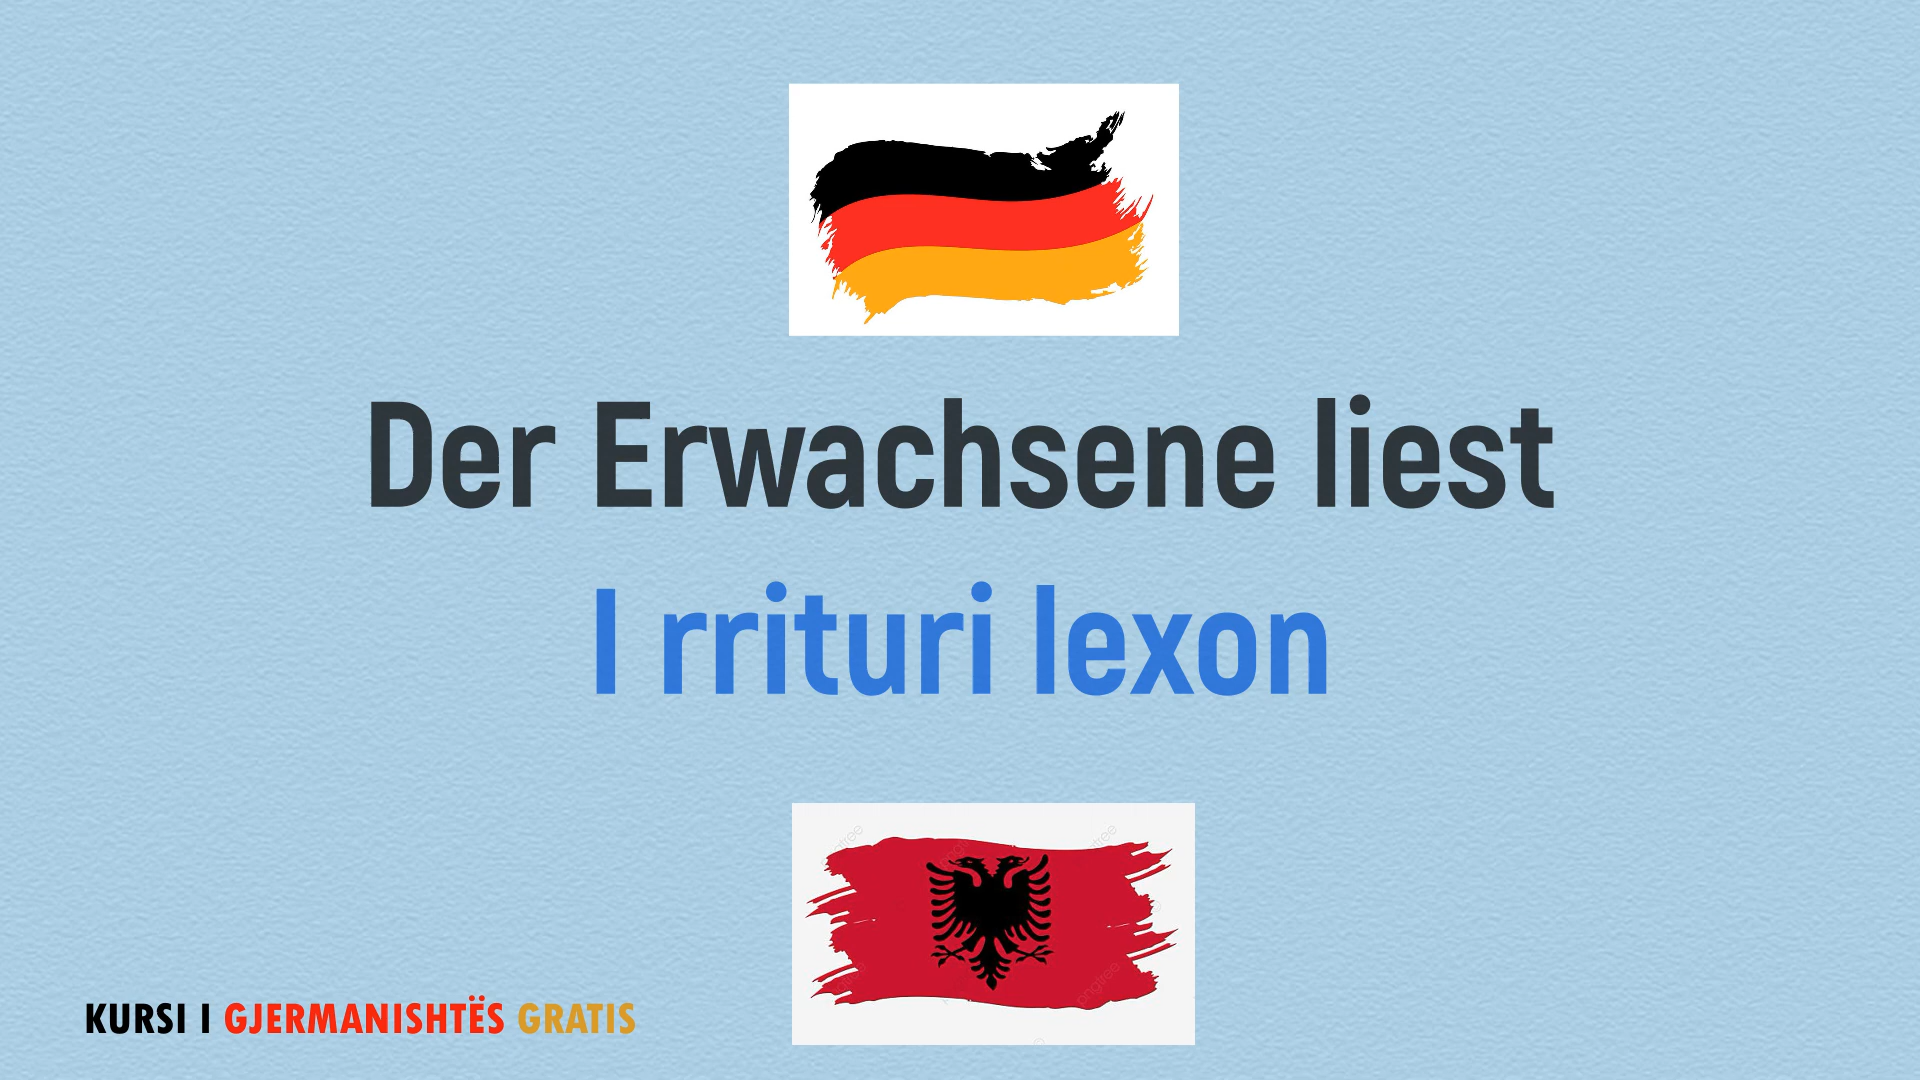 Der Erwachsene liest
I rrituri lexon
KURSI I GJERMANISHTËS GRATIS